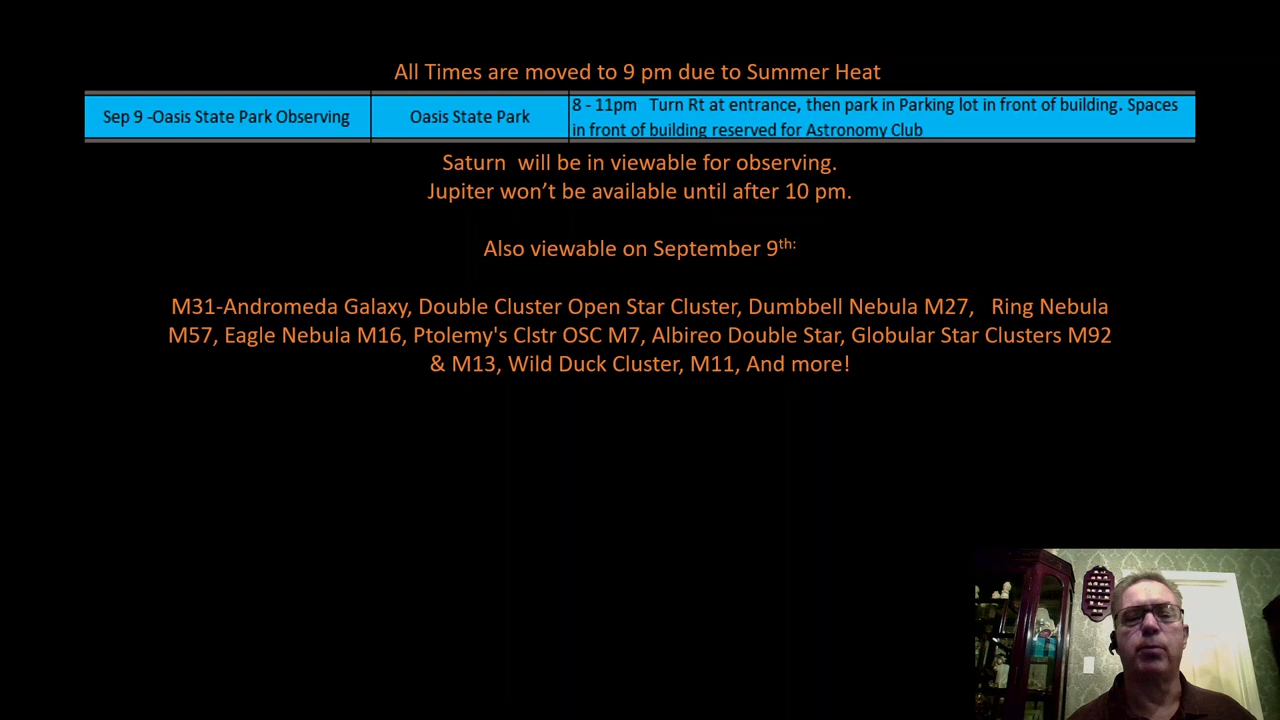 All Times are moved to 9 pm due to Summer Heat
Sep 9 -Oasis State Park Observing
Oasis State Park
8 - 11pm Turn Rt at entrance, then park in Parking lot in front of building. Spaces
in front of building reserved for Astronomy Club
Saturn will be in viewable for observing.
Jupiter won’t be available until after 10 pm.
Also viewable on September 9th:
M31-Andromeda Galaxy, Double Cluster Open Star Cluster, Dumbbell Nebula M27, Ring Nebula
M57, Eagle Nebula M16, Ptolemy's Clstr OSC M7, Albireo Double Star, Globular Star Clusters M92
& M13, Wild Duck Cluster, M11, And more!